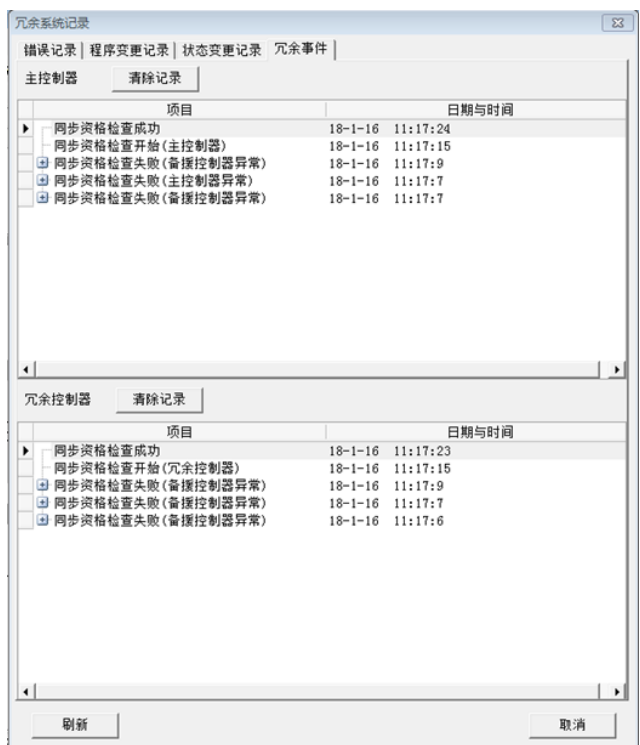 冗余系统记录
错误记录 程序变更记录 状态变更记录 冗余事件
主控制器 清除记录
项目 日期与时间
同步资格检查成功 18-1-16 11:17:24
同步资格检查开始(主控制器) 18-1-16 11:17:15
同步资格检查失败(备援控制器异常) 18-1-16 11:17:9
同步资格检查失败(主控制器异常) 18-1-16 11:17:7
同步资格检查失败(备援控制器异常) 18-1-16 11:17:7
冗余控制器 清除记录
项目 日期与时间
同步资格检查成功 18-1-16 11:17:23
同步资格检查开始(冗余控制器) 18-1-16 11:17:15
同步资格检查失败(备援控制器异常) 18-1-16 11:17:9
同步资格检查失败(备援控制器异常) 18-1-16 11:17:7
同步资格检查失败(备援控制器异常) 18-1-16 11:17:6
刷新 取消